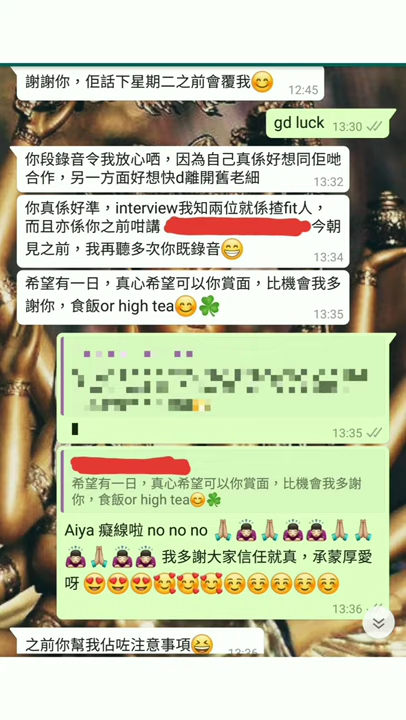 謝謝你，佢話下星期二之前會覆我😊
12:45
gd luck
13:30
你段錄音令我放心哂，因為自己真係好想同佢哋
合作，另一方面好想快d離開舊老細
13:32
你真係好準，interview我知兩位就係揸fit人，
而且亦係你之前咁講
今朝
見之前，我再聽多次你既錄音😁
13:34
希望有一日，真心希望可以你賞面，比機會我多
謝你，食飯or high tea😊🍀
13:35
13:35
希望有一日，真心希望可以你賞面，比機會我多謝
你，食飯or high tea😊🍀
Aiya 癡線啦 no no no 🙏🏻🙇🏻‍♀️🙏🏻🙇🏻‍♀️🙇🏻‍♀️🙏🏻🙏🏻
🙇🏻‍♀️🙏🏻🙇🏻‍♀️🙇🏻‍♀️ 我多謝大家信任就真，承蒙厚愛
呀 😍😍😍🥰🥰🥰☺️☺️☺️☺️☺️
13:36
之前你幫我佔咗注意事項😆
13:36